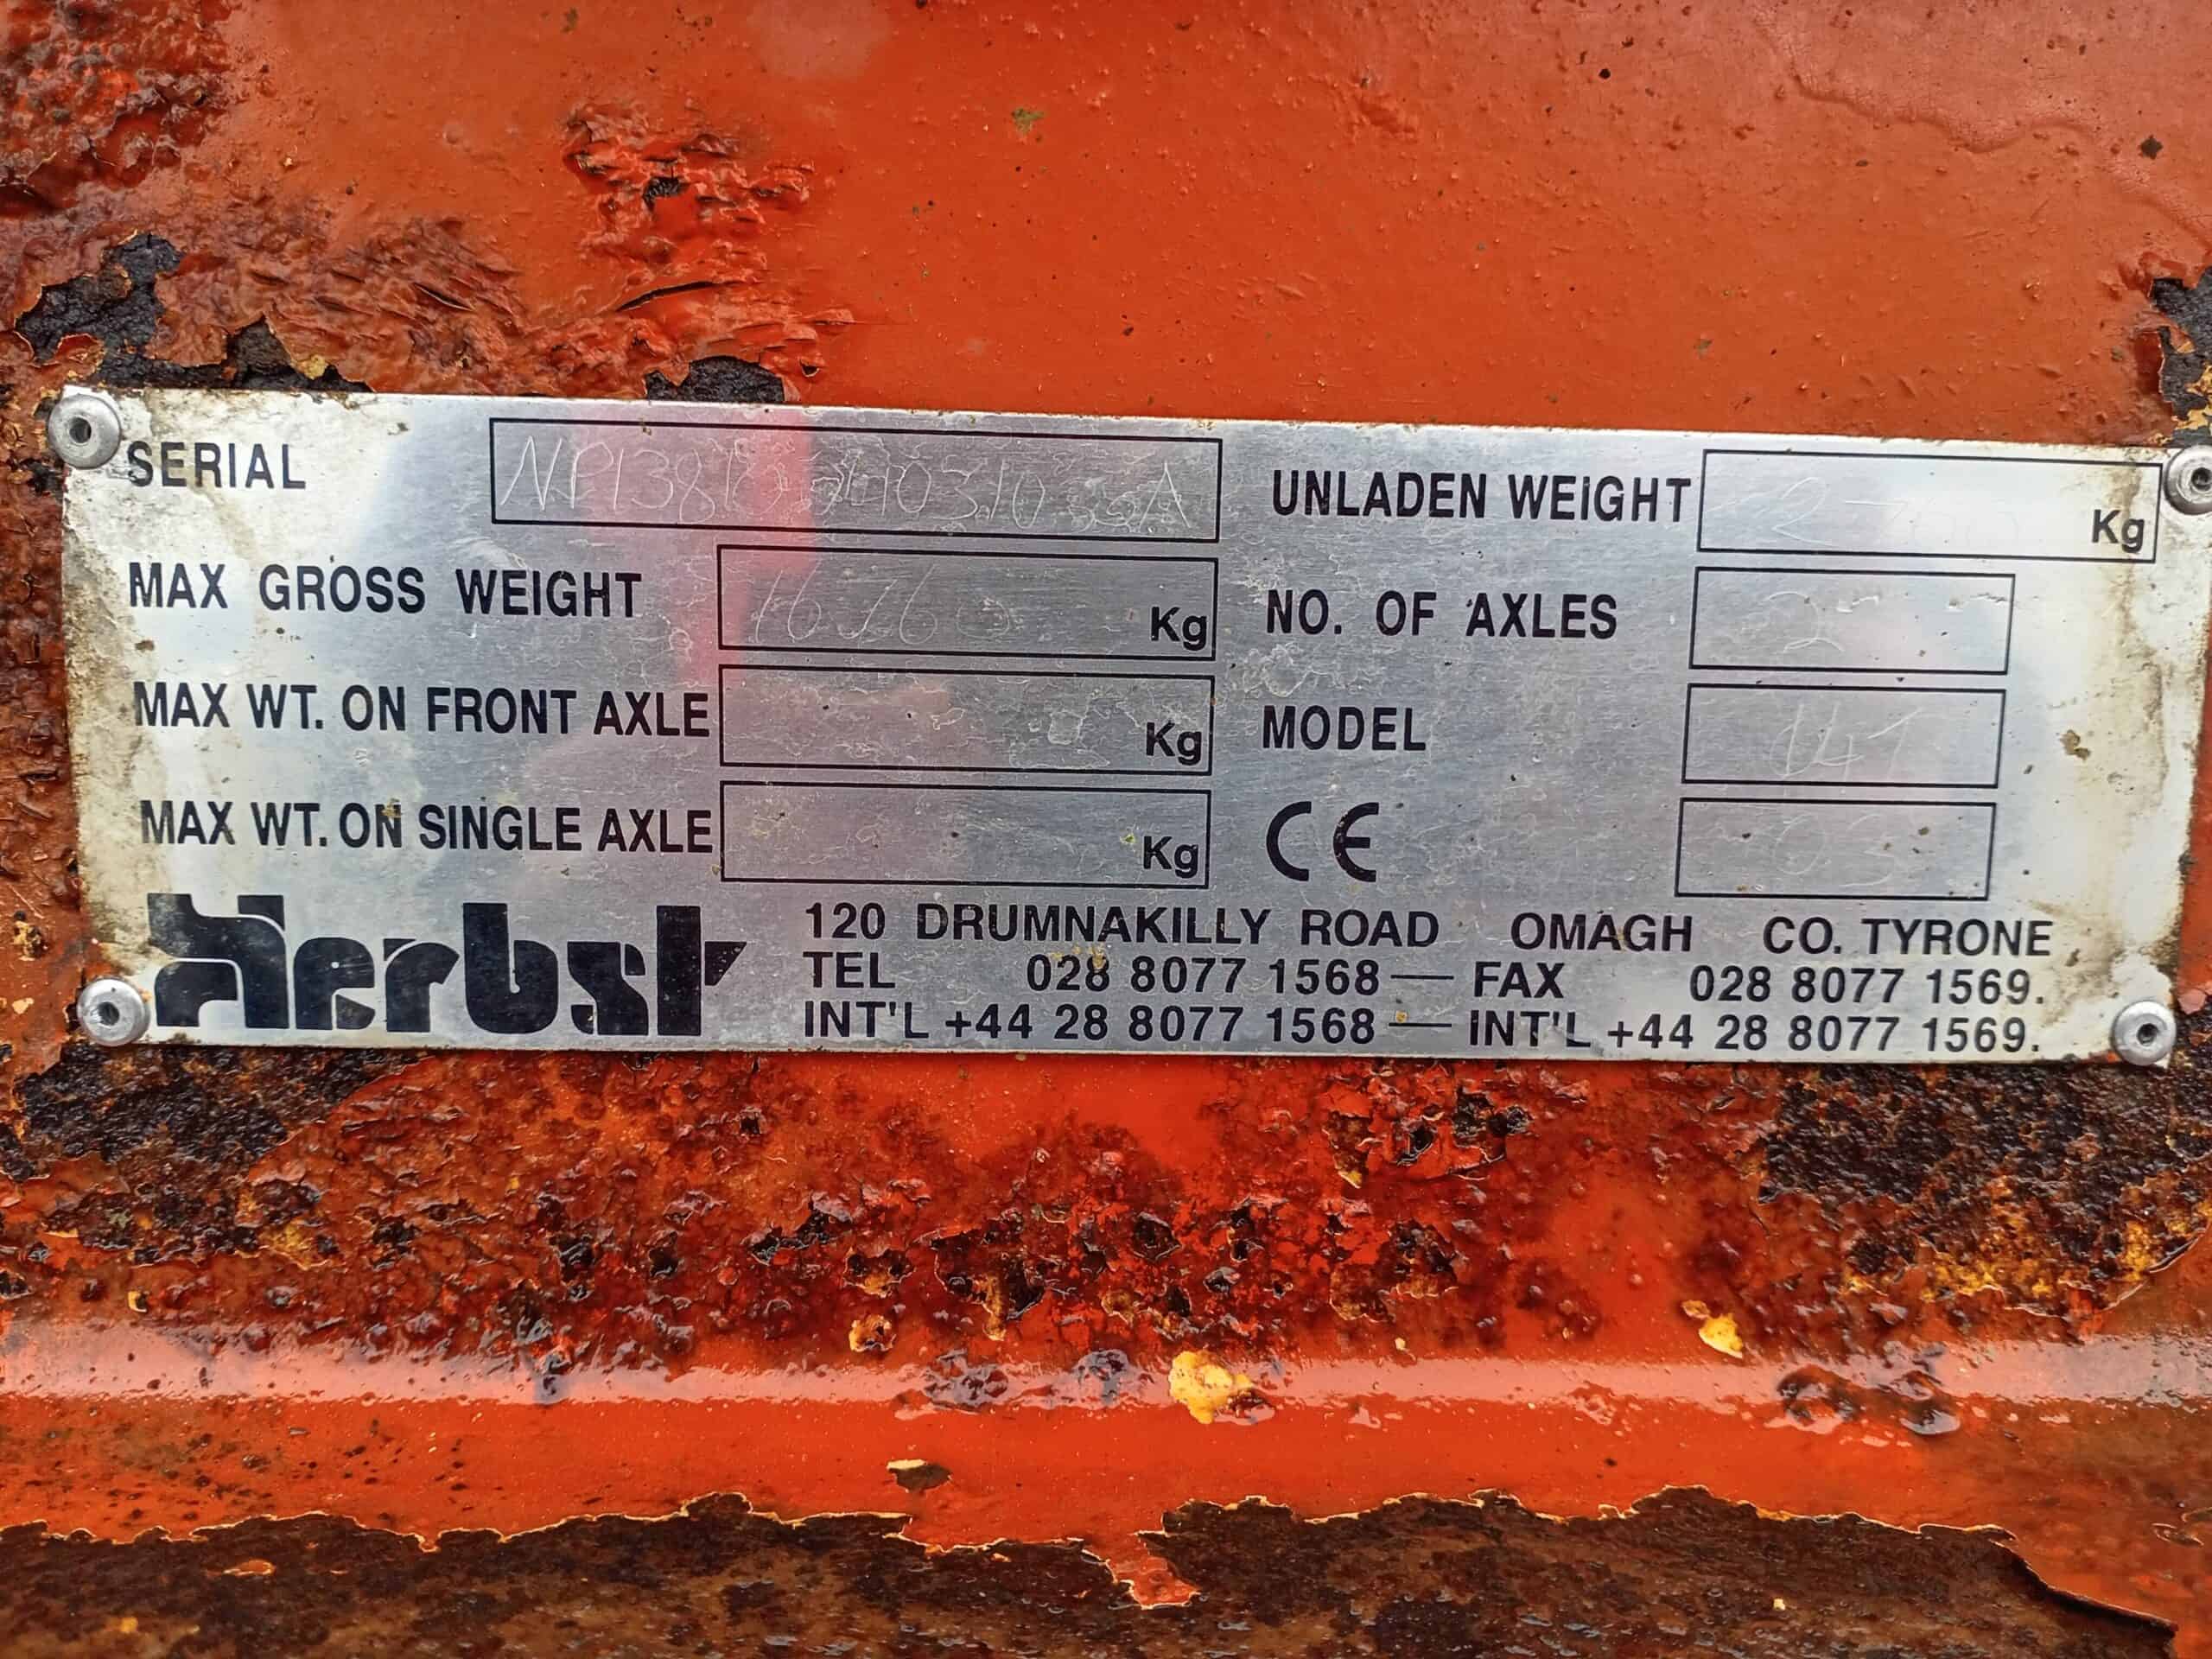 SERIAL
MAX GROSS WEIGHT Kg
MAX WT. ON FRONT AXLE Kg
MAX WT. ON SINGLE AXLE Kg
UNLADEN WEIGHT Kg
NO. OF AXLES 2
MODEL
CE 03
Herbst
120 DRUMNAKILLY ROAD OMAGH CO. TYRONE
TEL 028 8077 1568 — FAX 028 8077 1569.
INT'L +44 28 8077 1568 — INT'L +44 28 8077 1569.